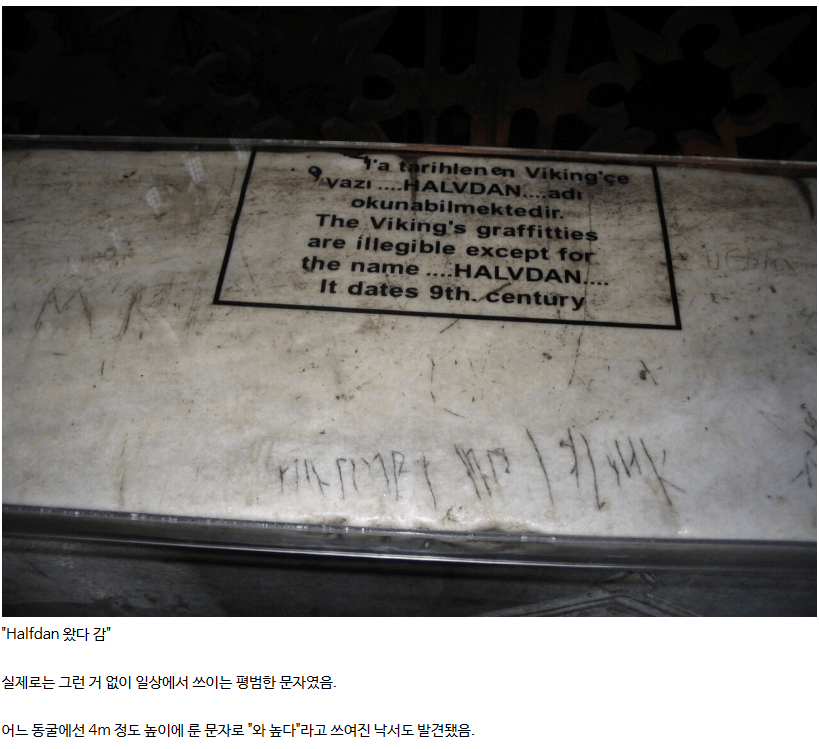 9. 'la tarihlenen Viking'çe
yazı ....HALVDAN....adı
okunabilmektedir.
The Viking's graffitties
are illegible except for
the name ....HALVDAN....
It dates 9th. century
"Halfdan 왔다 감"
실제로는 그런 거 없이 일상에서 쓰이는 평범한 문자였음.
어느 동굴에선 4m 정도 높이에 룬 문자로 "와 높다"라고 쓰여진 낙서도 발견됐음.